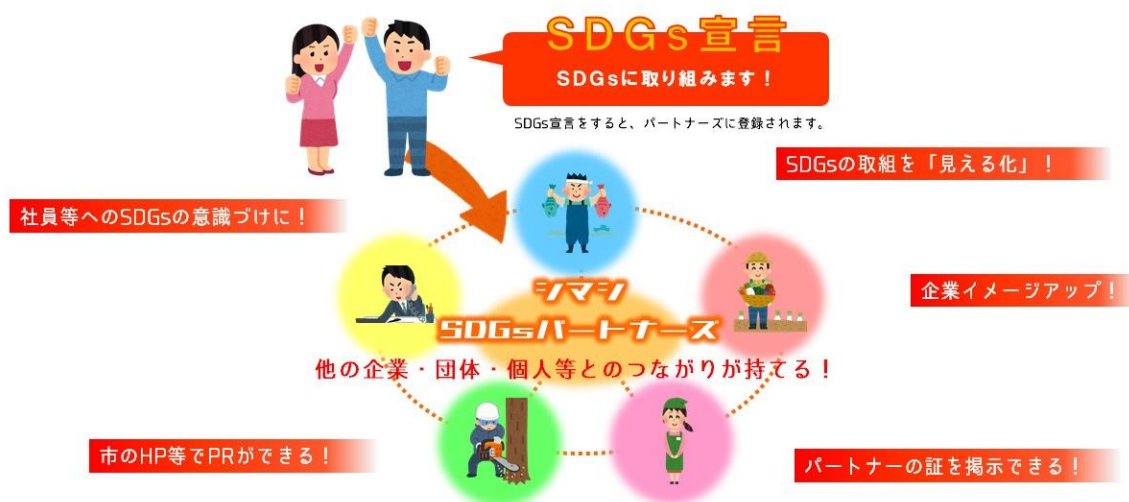 SDGs宣言
SDGsに取り組みます！
SDGs宣言をすると、パートナーズに登録されます。
SDGsの取組を「見える化」！
社員等へのSDGsの意識づけに！
企業イメージアップ！
シマシ
SDGsパートナーズ
他の企業・団体・個人等とのつながりが持てる！
市のHP等でPRができる！
パートナーの証を掲示できる！